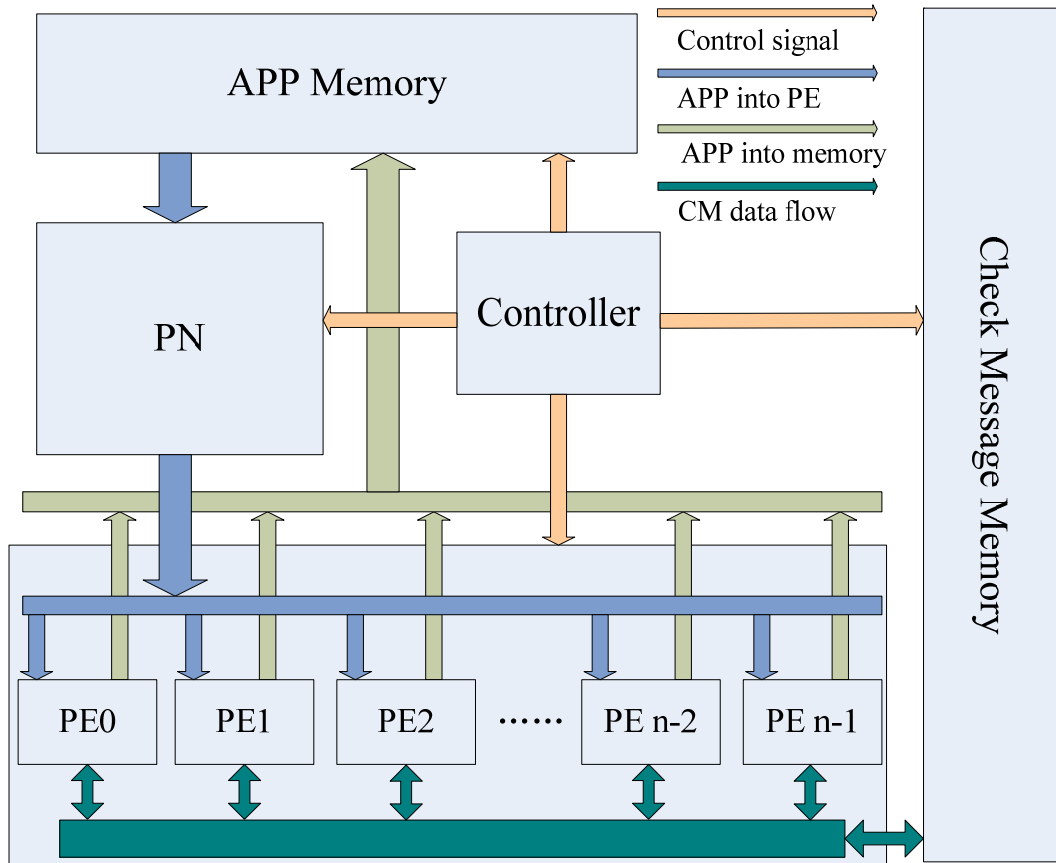 APP Memory
Control signal
APP into PE
APP into memory
CM data flow
PN
Controller
Check Message Memory
PE0
PE1
PE2
……
PE n-2
PE n-1